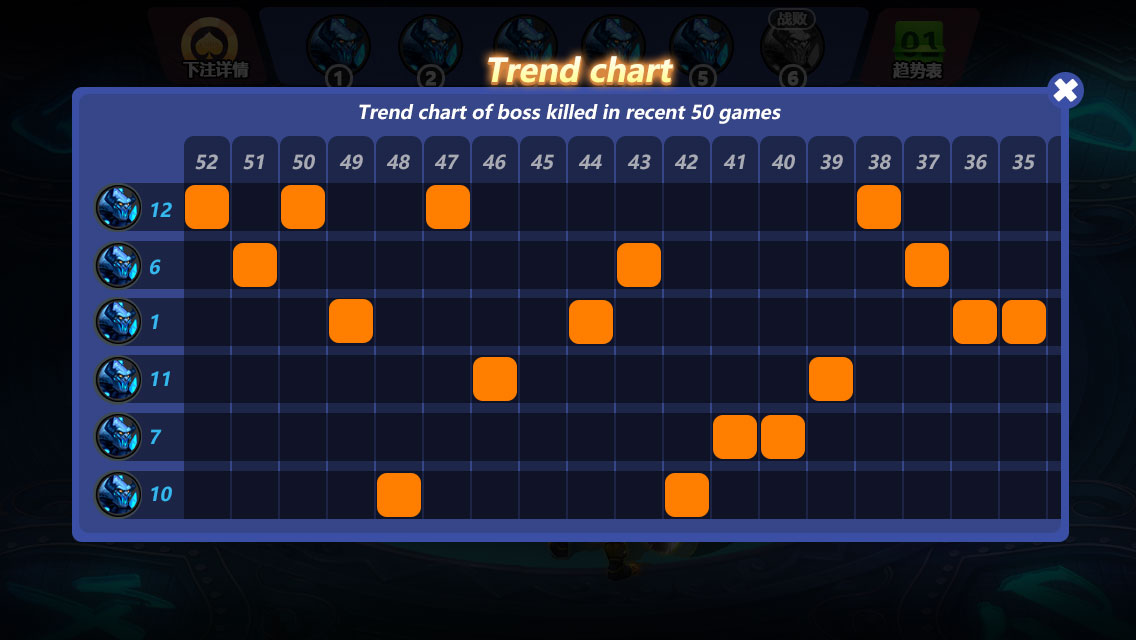 战败
01
下注详情
1
2
5
6
趋势表
Trend chart
Trend chart of boss killed in recent 50 games
52 51 50 49 48 47 46 45 44 43 42 41 40 39 38 37 36 35
12
6
1
11
7
10